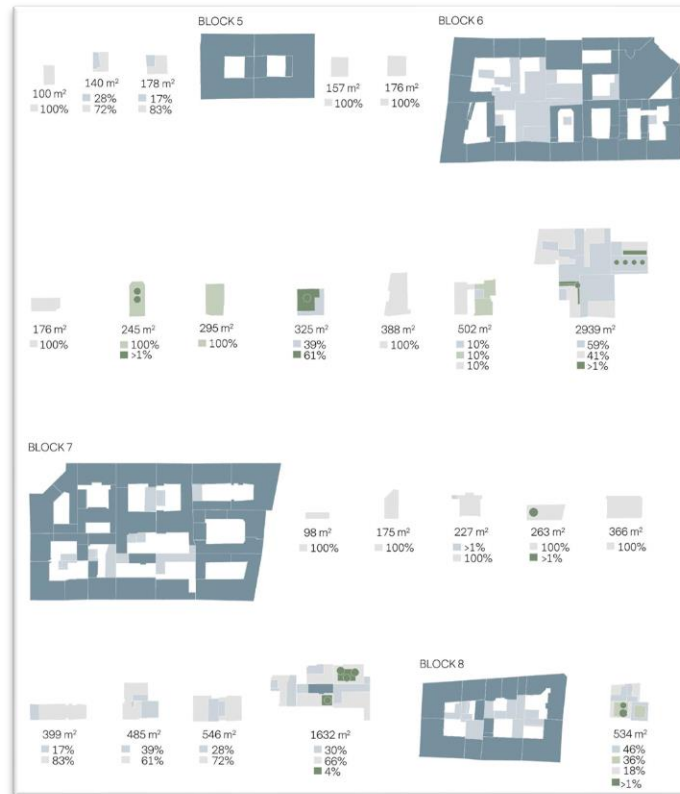 BLOCK 5
BLOCK 6
100 m²
100%
140 m²
28%
72%
178 m²
17%
83%
157 m²
100%
176 m²
100%
176 m²
100%
245 m²
100%
>1%
295 m²
100%
325 m²
39%
61%
388 m²
100%
502 m²
10%
10%
10%
2939 m²
59%
41%
>1%
BLOCK 7
98 m²
100%
175 m²
100%
227 m²
>1%
100%
263 m²
100%
>1%
366 m²
100%
BLOCK 8
399 m²
17%
83%
485 m²
39%
61%
546 m²
28%
72%
1632 m²
30%
66%
4%
534 m²
46%
36%
18%
>1%